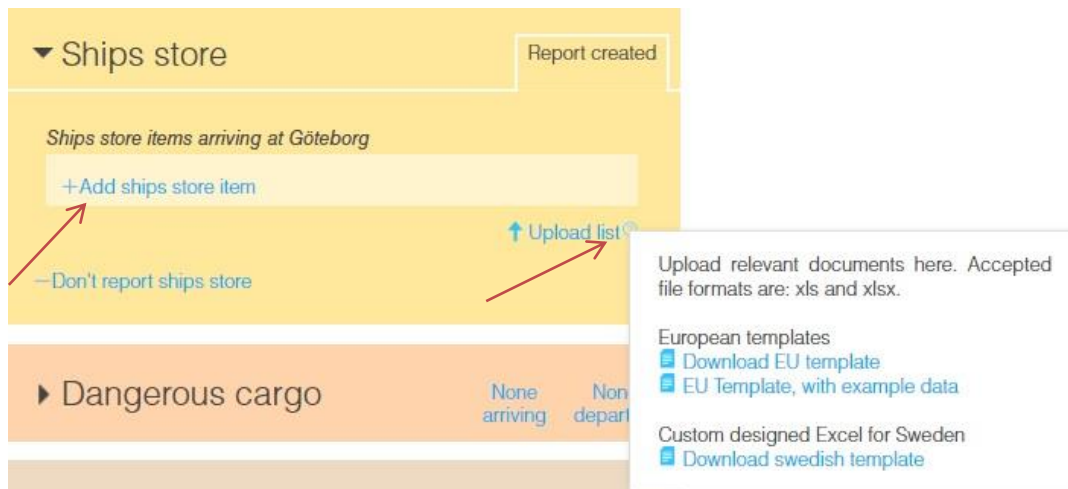 Ships store
Report created
Ships store items arriving at Göteborg
+Add ships store item
Upload list
—Don't report ships store
Upload relevant documents here. Accepted
file formats are: xls and xlsx.
European templates
Download EU template
EU Template, with example data
Custom designed Excel for Sweden
Download swedish template
Dangerous cargo
None
arriving